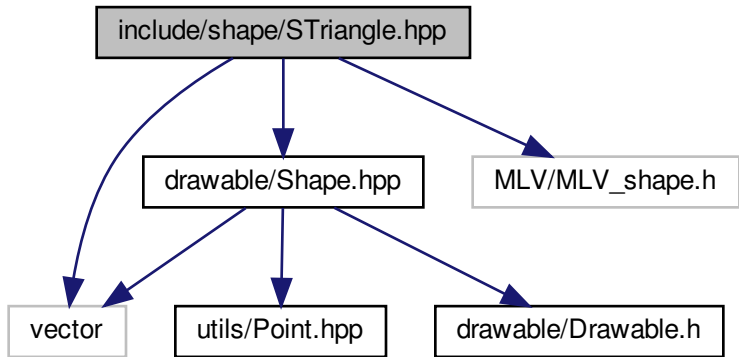 include/shape/STriangle.hpp
drawable/Shape.hpp
MLV/MLV_shape.h
vector
utils/Point.hpp
drawable/Drawable.h